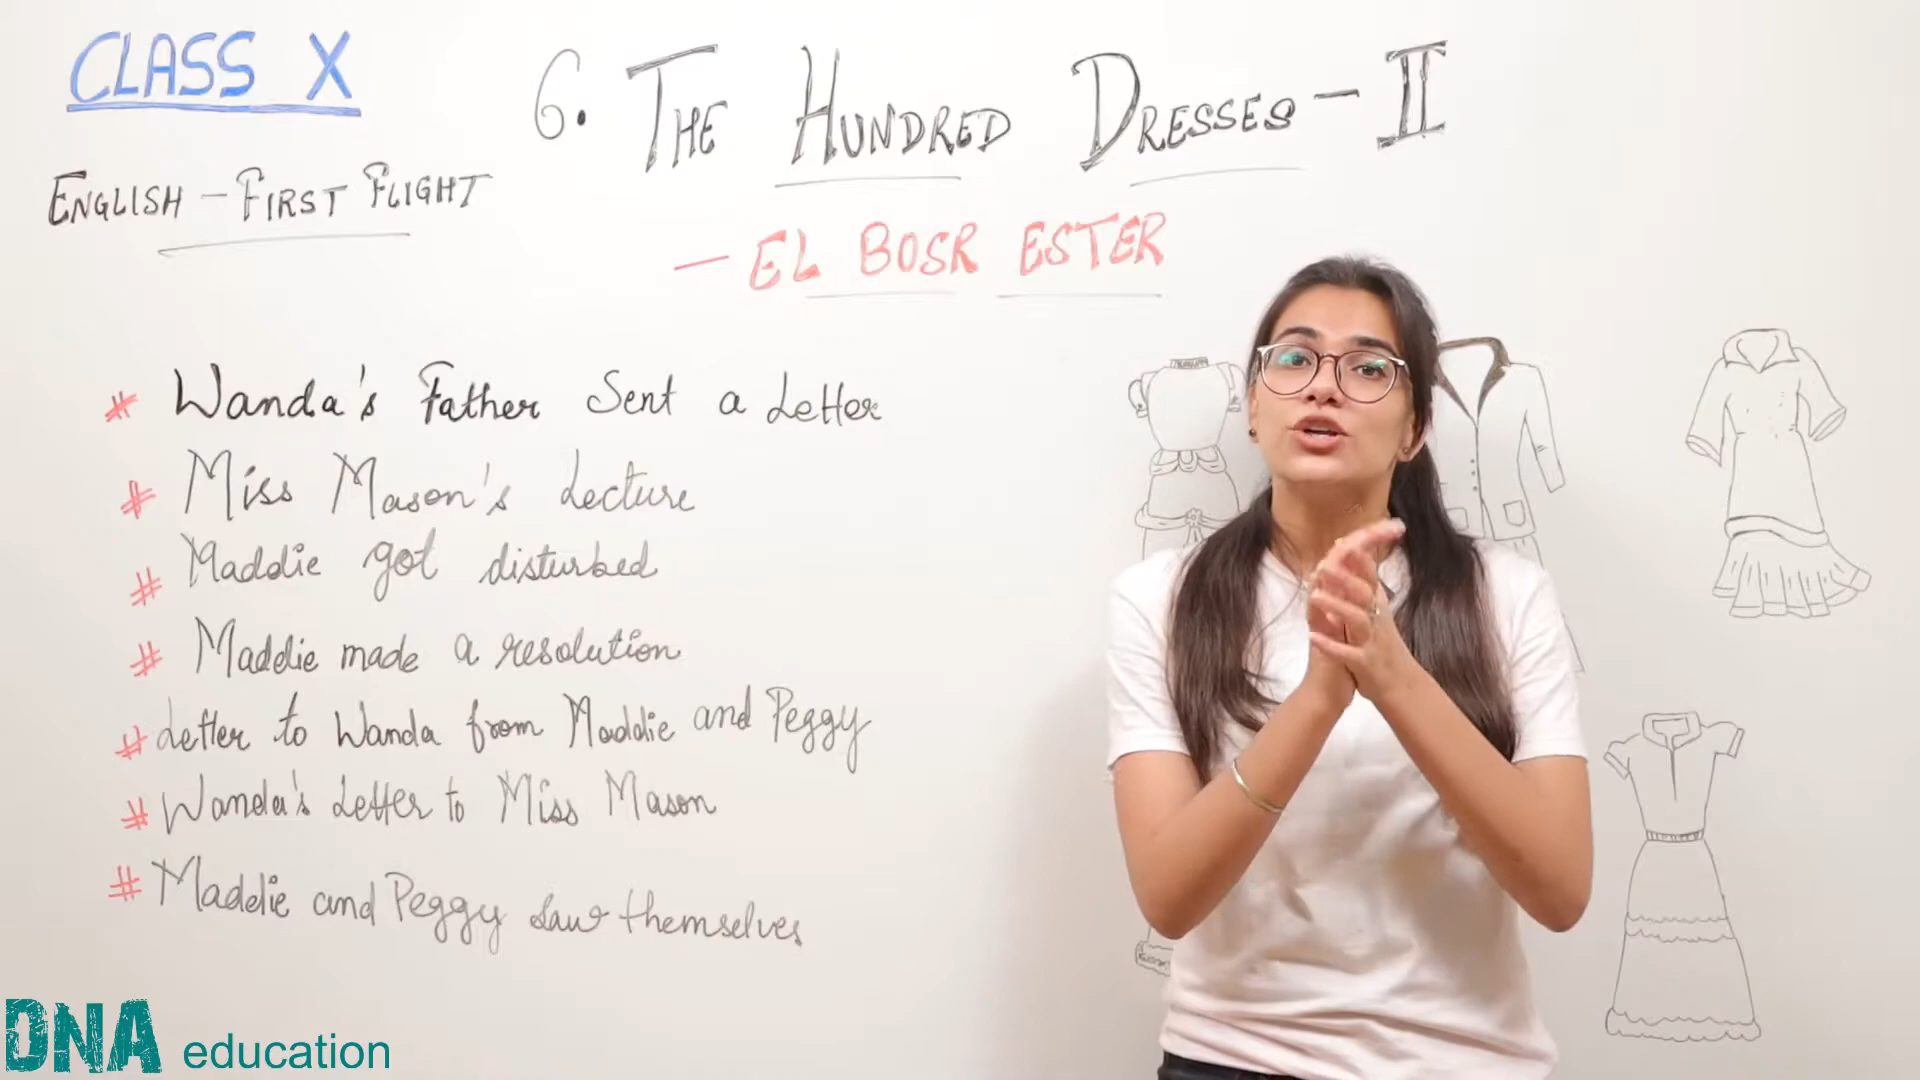 CLASS X
ENGLISH - FIRST FLIGHT
6. THE HUNDRED DRESSES - II
- EL BOSR ESTER
# Wanda's Father Sent a Letter
# Miss Mason's Lecture
# Maddie got disturbed
# Maddie made a resolution
# Letter to Wanda from Maddie and Peggy
# Wanda's Letter to Miss Mason
# Maddie and Peggy saw themselves
DNA education